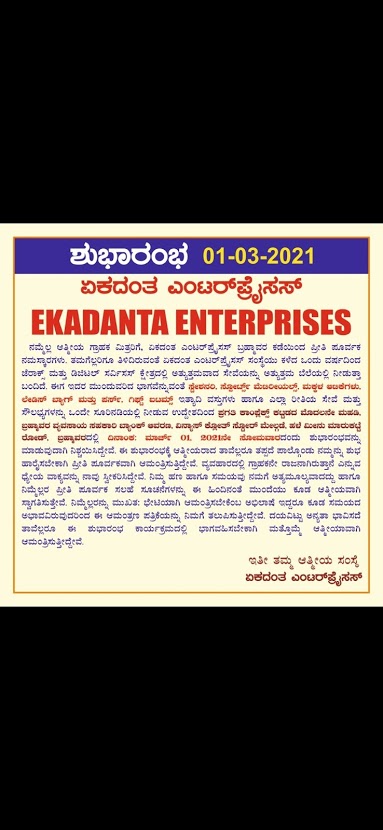 ಶುಭಾರಂಭ 01-03-2021
ಏಕದಂತ ಎಂಟರ್‌ಪ್ರೈಸಸ್
EKADANTA ENTERPRISES
ನಮ್ಮೆಲ್ಲ ಆತ್ಮೀಯ ಗ್ರಾಹಕ ಮಿತ್ರರಿಗೆ, ಏಕದಂತ ಎಂಟರ್‌ಪ್ರೈಸಸ್ ಬ್ರಹ್ಮಾವರ ಕಡೆಯಿಂದ ಪ್ರೀತಿ ಪೂರ್ವಕ
ನಮಸ್ಕಾರಗಳು. ತಮಗೆಲ್ಲರಿಗೂ ತಿಳಿದಿರುವಂತೆ ಏಕದಂತ ಎಂಟರ್‌ಪ್ರೈಸಸ್ ಸಂಸ್ಥೆಯು ಕಳೆದ ಒಂದು ವರ್ಷದಿಂದ
ಜೆರಾಕ್ಸ್ ಮತ್ತು ಡಿಜಿಟಲ್ ಸರ್ವಿಸಸ್ ಕ್ಷೇತ್ರದಲ್ಲಿ ಅತ್ಯುತ್ತಮವಾದ ಸೇವೆಯನ್ನು ಅತ್ಯುತ್ತಮ ಬೆಲೆಯಲ್ಲಿ ನೀಡುತ್ತಾ
ಬಂದಿದೆ. ಈಗ ಇದರ ಮುಂದುವರಿದ ಭಾಗವೆನ್ನುವಂತೆ ಸ್ಟೇಶನರಿ, ಸ್ಪೋರ್ಟ್ಸ್ ಮೆಟೀರಿಯಲ್ಸ್, ಮಕ್ಕಳ ಆಟಿಕೆಗಳು,
ಲೇಡಿಸ್ ಬ್ಯಾಗ್ ಮತ್ತು ಪರ್ಸ್, ಗಿಫ್ಟ್ ಐಟಮ್ಸ್ ಇತ್ಯಾದಿ ವಸ್ತುಗಳು ಹಾಗೂ ಎಲ್ಲಾ ರೀತಿಯ ಸೇವೆ ಮತ್ತು
ಸೌಲಭ್ಯಗಳನ್ನು ಒಂದೇ ಸೂರಿನಡಿಯಲ್ಲಿ ನೀಡುವ ಉದ್ದೇಶದಿಂದ ಪ್ರಗತಿ ಕಾಂಪ್ಲೆಕ್ಸ್ ಕಟ್ಟಡದ ಮೊದಲನೇ ಮಹಡಿ,
ಬ್ರಹ್ಮಾವರ ವ್ಯವಸಾಯ ಸಹಕಾರಿ ಬ್ಯಾಂಕ್ ಆವರಣ, ವಿನ್ಯಾಸ್ ಕ್ಲೋತ್ ಸ್ಟೋರ್ ಮೇಲ್ಗಡೆ, ಹಳೆ ಮೀನು ಮಾರುಕಟ್ಟೆ
ರೋಡ್, ಬ್ರಹ್ಮಾವರದಲ್ಲಿ ದಿನಾಂಕ: ಮಾರ್ಚ್ 01, 2021ನೇ ಸೋಮವಾರದಂದು ಶುಭಾರಂಭವನ್ನು
ಮಾಡುವುದಾಗಿ ನಿಶ್ಚಯಿಸಿದ್ದೇವೆ. ಈ ಶುಭಾರಂಭಕ್ಕೆ ಆತ್ಮೀಯರಾದ ತಾವೆಲ್ಲರೂ ತಪ್ಪದೆ ಪಾಲ್ಗೊಂಡು ನಮ್ಮನ್ನು ಶುಭ
ಹಾರೈಸಬೇಕಾಗಿ ಪ್ರೀತಿ ಪೂರ್ವಕವಾಗಿ ಆಮಂತ್ರಿಸುತ್ತಿದ್ದೇವೆ. ವ್ಯವಹಾರದಲ್ಲಿ ಗ್ರಾಹಕನೇ ರಾಜನಾಗಿರುತ್ತಾನೆ ಎನ್ನುವ
ಧ್ಯೇಯ ವಾಕ್ಯವನ್ನು ನಾವು ಸ್ವೀಕರಿಸಿದ್ದೇವೆ. ನಿಮ್ಮ ಹಣ ಹಾಗೂ ಸಮಯವು ನಮಗೆ ಅತ್ಯಮೂಲ್ಯವಾದದ್ದು ಹಾಗೂ
ನಿಮ್ಮೆಲ್ಲರ ಪ್ರೀತಿ ಪೂರ್ವಕ ಸಲಹೆ ಸೂಚನೆಗಳನ್ನು ಈ ಹಿಂದಿನಂತೆ ಮುಂದೆಯು ಕೂಡ ಆತ್ಮೀಯವಾಗಿ
ಸ್ವಾಗತಿಸುತ್ತೇವೆ. ನಿಮ್ಮೆಲ್ಲರನ್ನು ಮುಖತಃ ಭೇಟಿಯಾಗಿ ಆಮಂತ್ರಿಸಬೇಕೆಂಬ ಅಭಿಲಾಷೆ ಇದ್ದರೂ ಕೂಡ ಸಮಯದ
ಅಭಾವವಿರುವುದರಿಂದ ಈ ಆಮಂತ್ರಣ ಪತ್ರಿಕೆಯನ್ನು ನಿಮಗೆ ತಲುಪಿಸುತ್ತಿದ್ದೇವೆ. ದಯವಿಟ್ಟು ಅನ್ಯತಾ ಭಾವಿಸದೆ
ತಾವೆಲ್ಲರೂ ಈ ಶುಭಾರಂಭ ಕಾರ್ಯಕ್ರಮದಲ್ಲಿ ಭಾಗವಹಿಸಬೇಕಾಗಿ ಮತ್ತೊಮ್ಮೆ ಆತ್ಮೀಯವಾಗಿ
ಆಮಂತ್ರಿಸುತ್ತಿದ್ದೇವೆ.
ಇತೀ ತಮ್ಮ ಆತ್ಮೀಯ ಸಂಸ್ಥೆ
ಏಕದಂತ ಎಂಟರ್‌ಪ್ರೈಸಸ್